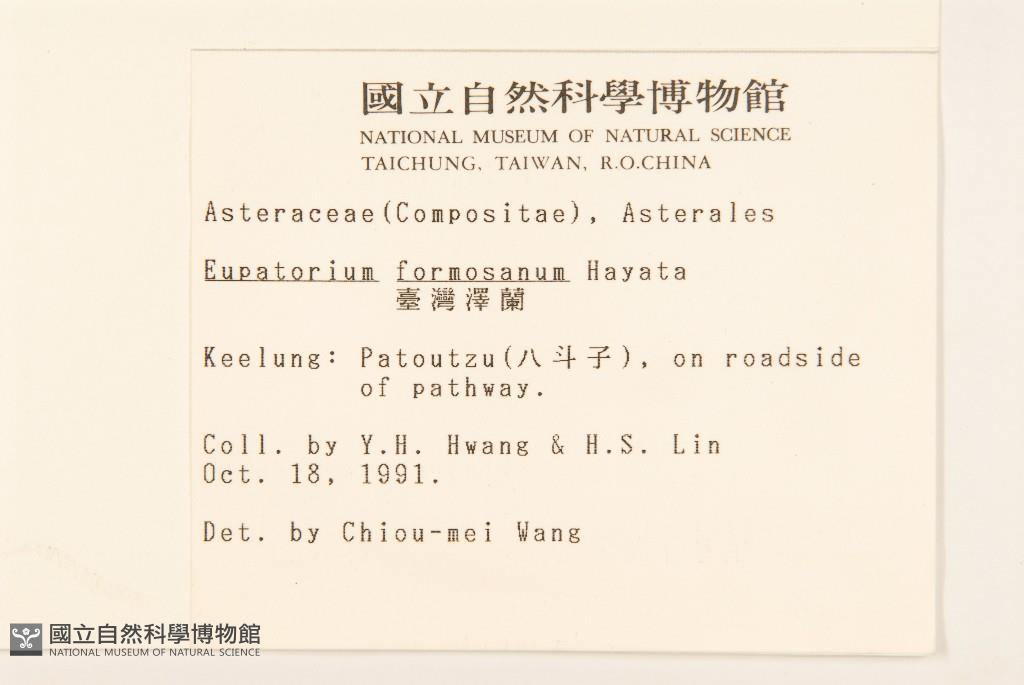 國立自然科學博物館
NATIONAL MUSEUM OF NATURAL SCIENCE
TAICHUNG, TAIWAN, R.O.CHINA
Asteraceae(Compositae), Asterales
Eupatorium formosanum Hayata
臺灣澤蘭
Keelung: Patoutzu(八斗子), on roadside
of pathway.
Coll. by Y.H. Hwang & H.S. Lin
Oct. 18, 1991.
Det. by Chiou-mei Wang
國立自然科學博物館
NATIONAL MUSEUM OF NATURAL SCIENCE